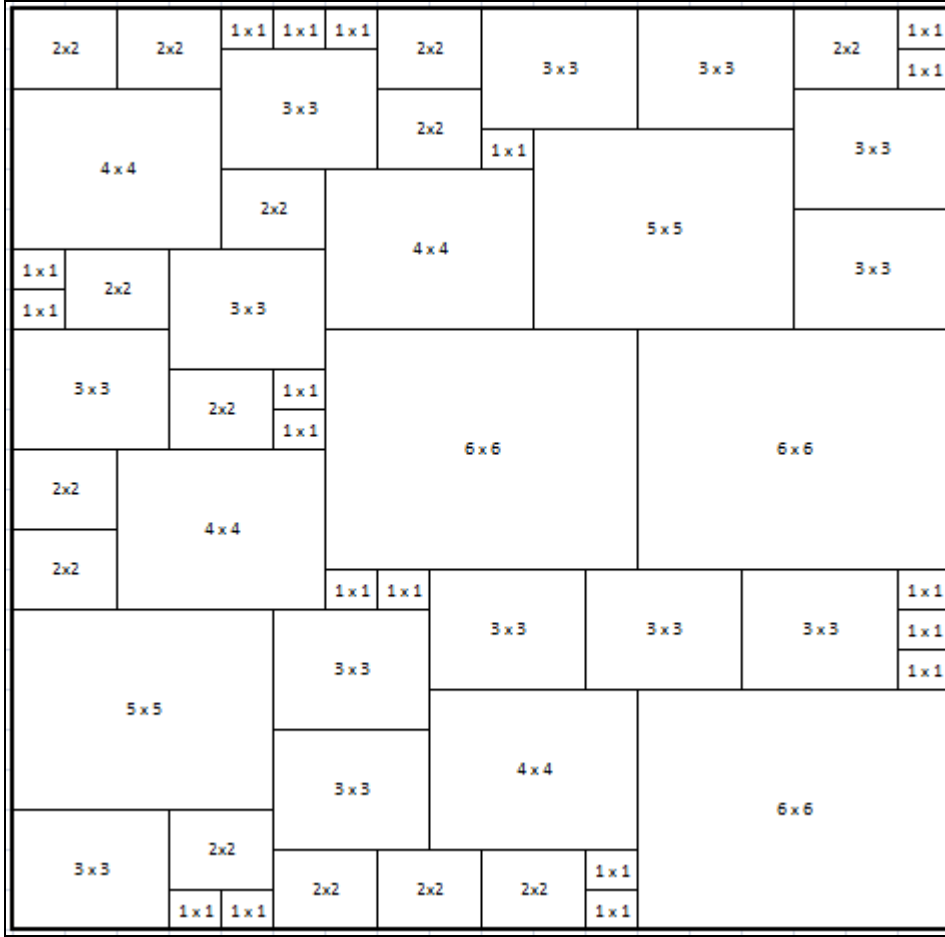 2x2 2x2 1 x 1 1 x 1 1 x 1 2x2 3 x 3 3 x 3 2x2 1 x 1
1 x 1
3 x 3 2x2 3 x 3
4 x 4 1 x 1
2x2 4 x 4 5 x 5
1 x 1 2x2 3 x 3 3 x 3
1 x 1
3 x 3 2x2 1 x 1
1 x 1
6 x 6 6 x 6
2x2 4 x 4
2x2
1 x 1 1 x 1 3 x 3 3 x 3 3 x 3 1 x 1
1 x 1
3 x 3 1 x 1
5 x 5
3 x 3 4 x 4 6 x 6
3 x 3 2x2 1 x 1
2x2 2x2 2x2
1 x 1 1 x 1 1 x 1